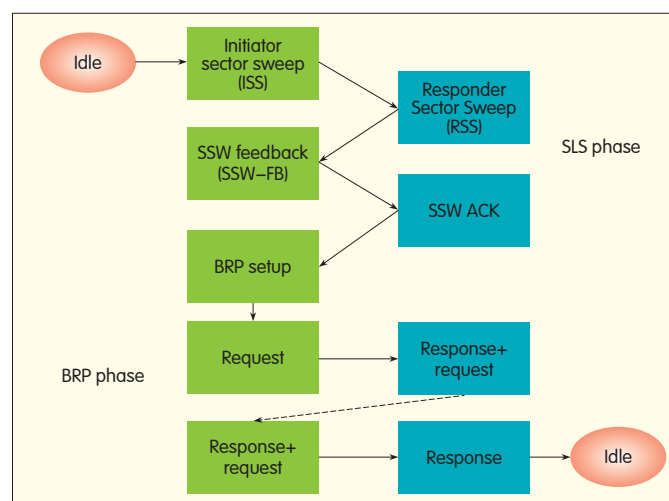 Idle
Initiator
sector sweep
(ISS)
Responder
Sector Sweep
(RSS)
SSW feedback
(SSW–FB)
SLS phase
SSW ACK
BRP setup
Request
Response+
request
BRP phase
Response+
request
Response
Idle